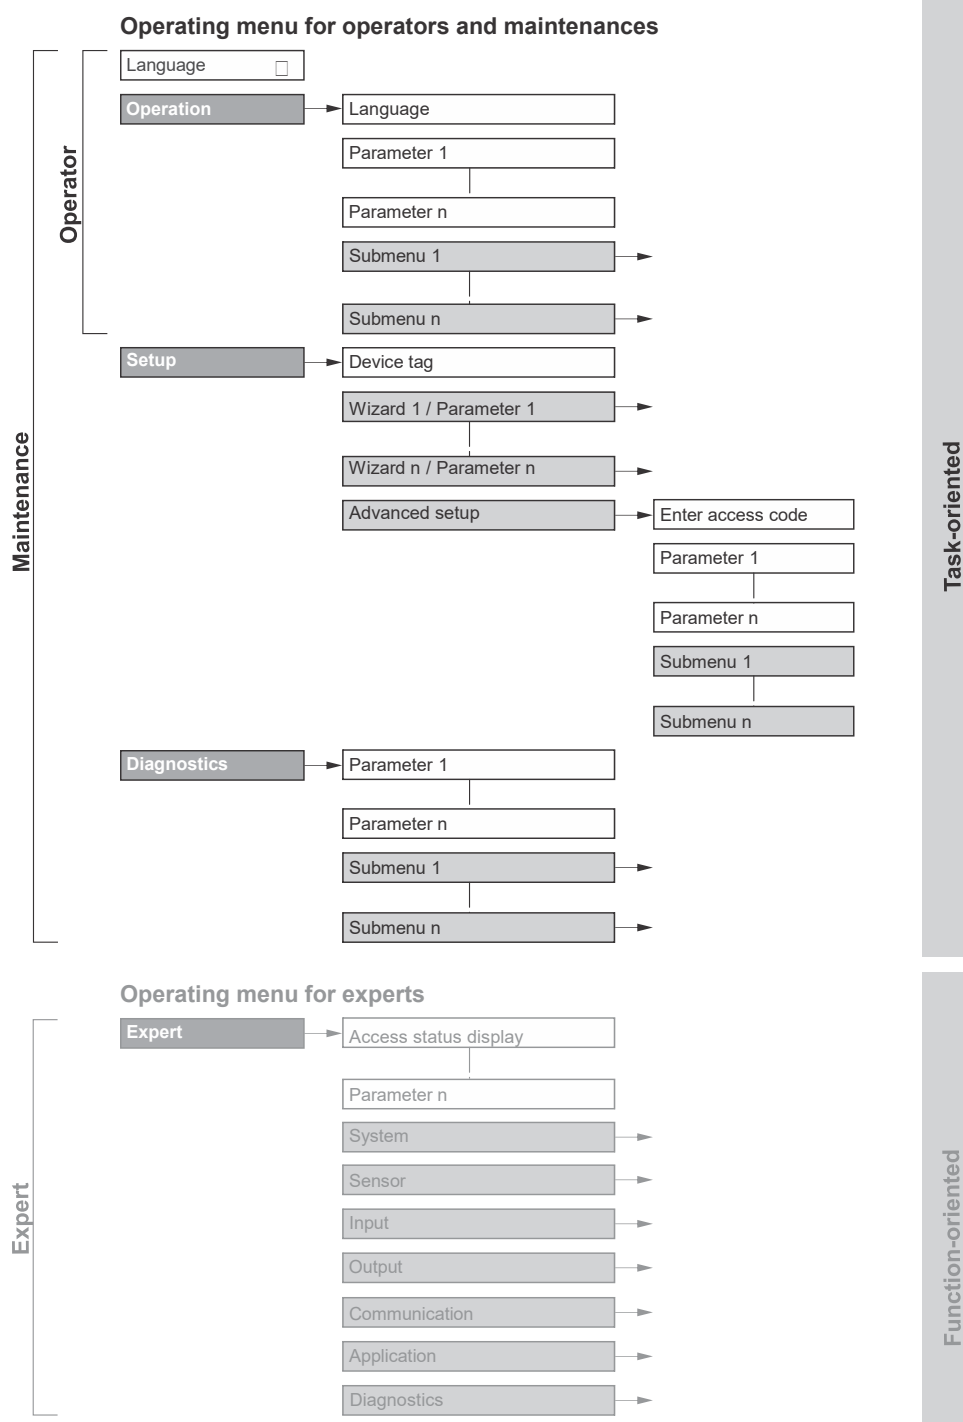 Operating menu for operators and maintenances
Language
Operation
Language
Parameter 1
Parameter n
Submenu 1
Submenu n
Operator
Setup
Device tag
Wizard 1 / Parameter 1
Wizard n / Parameter n
Advanced setup
Enter access code
Parameter 1
Parameter n
Submenu 1
Submenu n
Maintenance
Task-oriented
Diagnostics
Parameter 1
Parameter n
Submenu 1
Submenu n
Operating menu for experts
Expert
Access status display
Parameter n
System
Sensor
Input
Output
Communication
Application
Diagnostics
Expert
Function-oriented